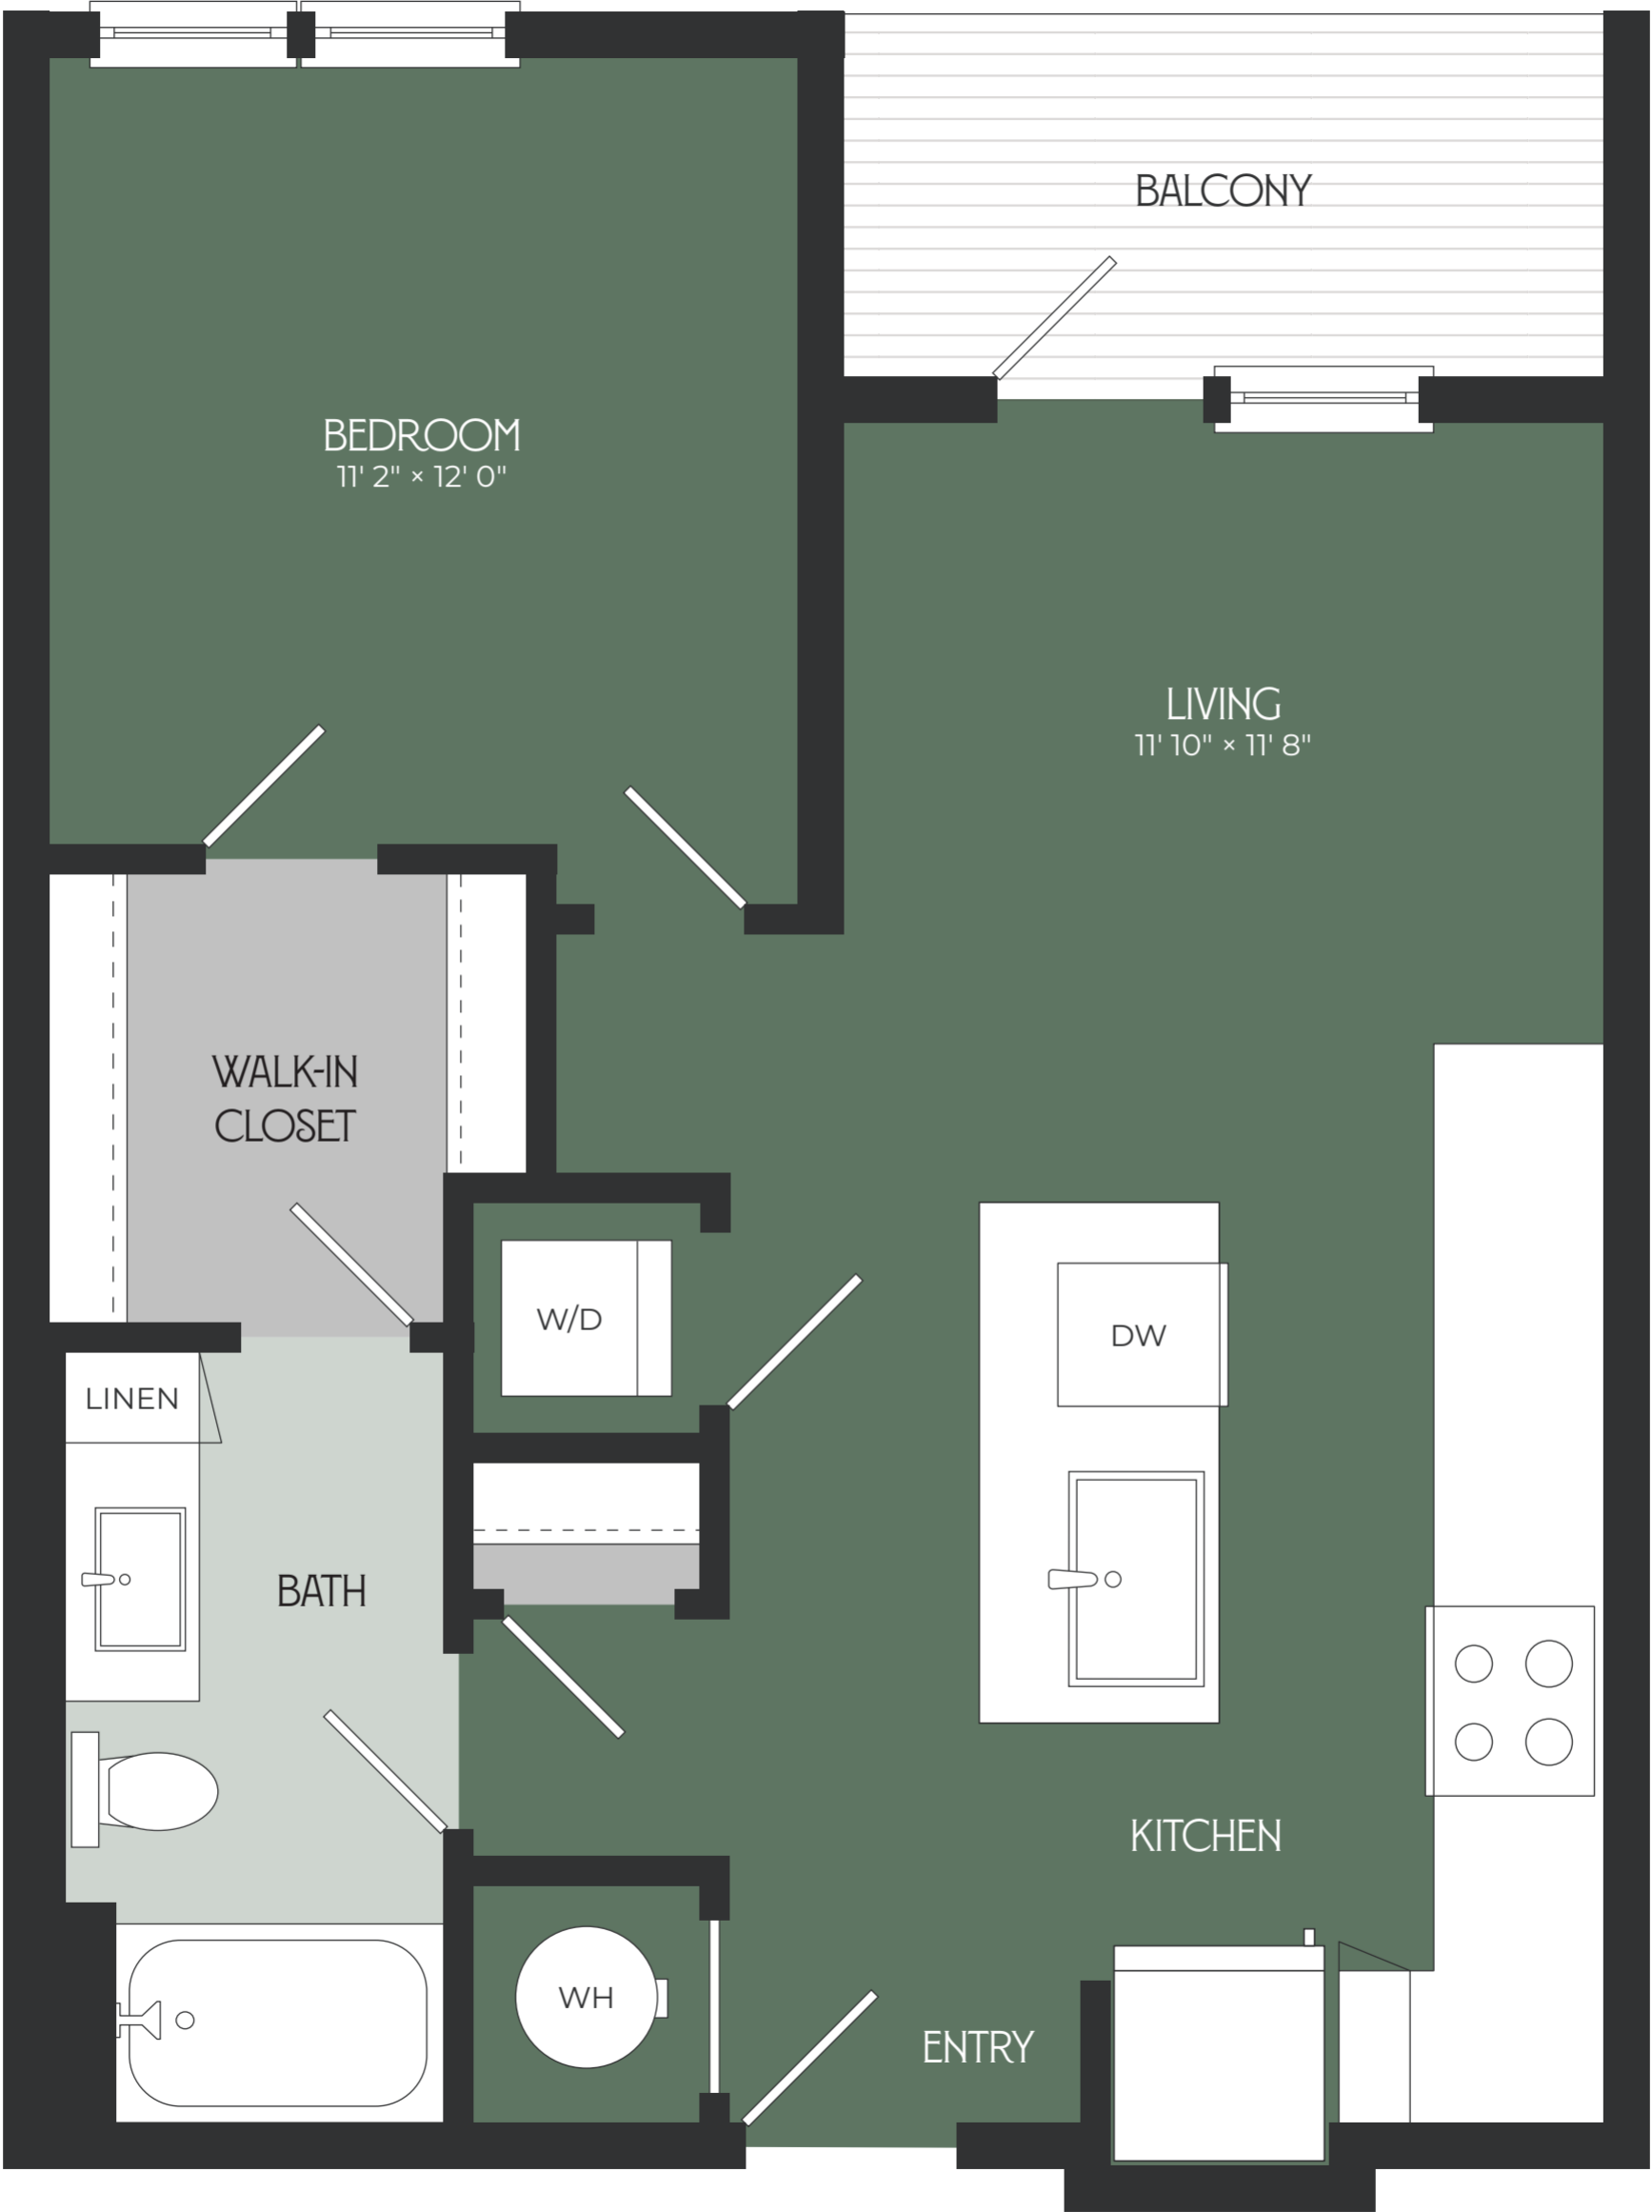 BALCONY
BEDROOM
11' 2" × 12' 0"
LIVING
11' 10" × 11' 8"
WALK-IN
CLOSET
W/D
DW
LINEN
BATH
KITCHEN
WH
ENTRY